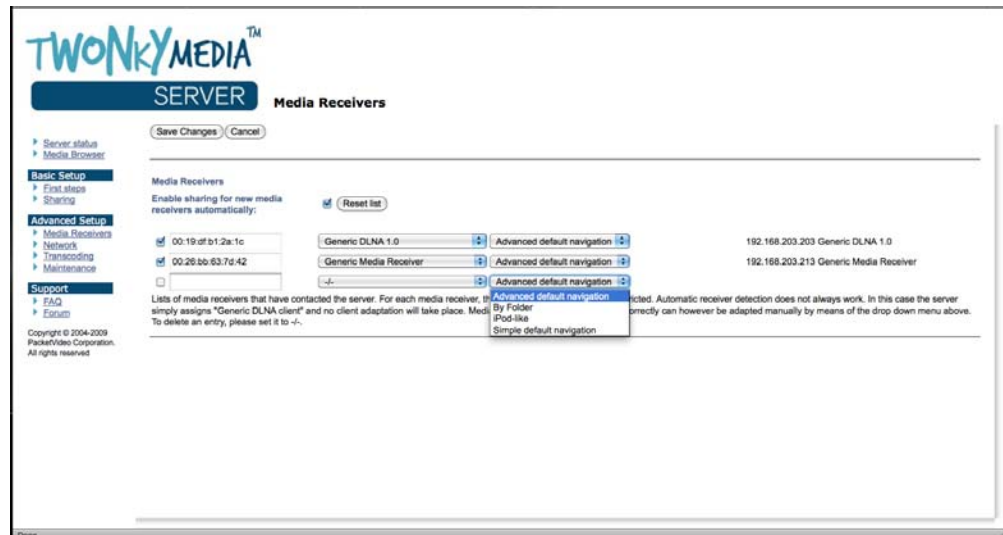 TWONKYMEDIA™
SERVER
Media Receivers
Save Changes Cancel
Server status
Media Browser
Basic Setup
First steps
Sharing
Advanced Setup
Media Receivers
Network
Transcoding
Maintenance
Support
FAQ
Forum
Copyright © 2004-2009
PacketVideo Corporation.
All rights reserved
Media Receivers
Enable sharing for new media
receivers automatically:
Reset list
00:19:df:b1:2a:1c Generic DLNA 1.0 Advanced default navigation 192.168.203.203 Generic DLNA 1.0
00:26:bb:63:7d:42 Generic Media Receiver Advanced default navigation 192.168.203.213 Generic Media Receiver
-/- Advanced default navigation
Advanced default navigation
By Folder
iPod-like
Simple default navigation
Lists of media receivers that have contacted the server. For each media receiver, icted. Automatic receiver detection does not always work. In this case the server
simply assigns "Generic DLNA client" and no client adaptation will take place. orrectly can however be adapted manually by means of the drop down menu above.
To delete an entry, please set it to -/-.